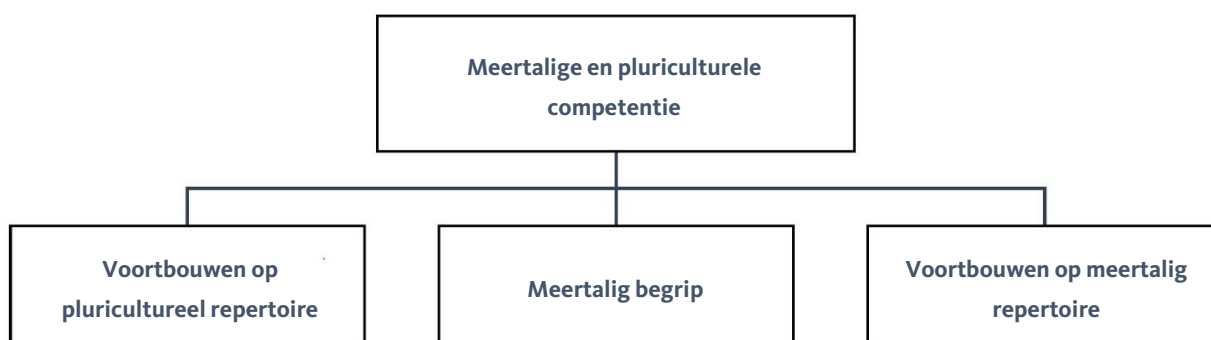 Meertalige en pluriculturele
competentie
Voortbouwen op
pluricultureel repertoire
Meertalig begrip
Voortbouwen op meertalig
repertoire